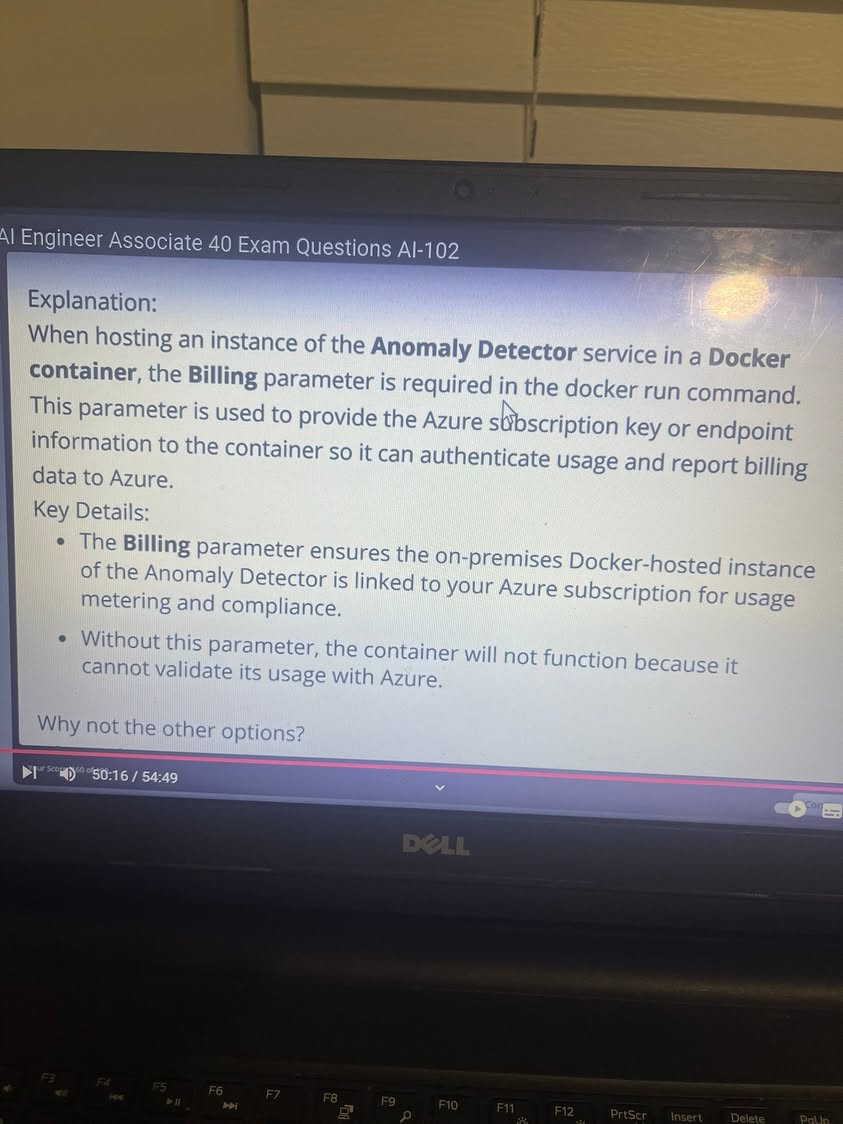 AI Engineer Associate 40 Exam Questions AI-102
Explanation:
When hosting an instance of the Anomaly Detector service in a Docker
container, the Billing parameter is required in the docker run command.
This parameter is used to provide the Azure subscription key or endpoint
information to the container so it can authenticate usage and report billing
data to Azure.
Key Details:
• The Billing parameter ensures the on-premises Docker-hosted instance
of the Anomaly Detector is linked to your Azure subscription for usage
metering and compliance.
• Without this parameter, the container will not function because it
cannot validate its usage with Azure.
Why not the other options?
50:16 / 54:49
DELL
F3
F4
F5
F6
F7
F8
F9
F10
F11
F12
PrtScr
Insert
Delete
PgUp